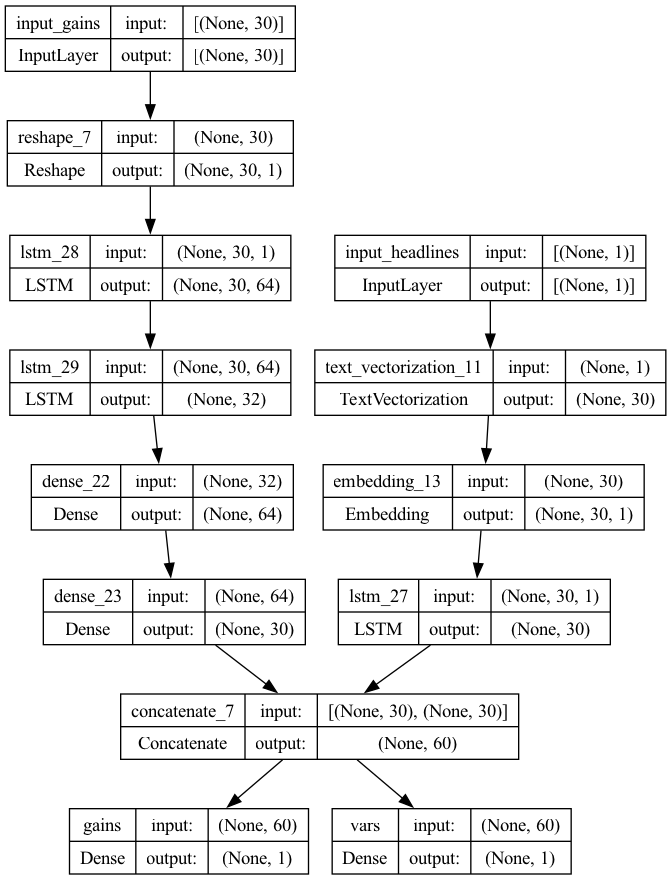 input_gains input: [(None, 30)]
InputLayer output: [(None, 30)]
reshape_7 input: (None, 30)
Reshape output: (None, 30, 1)
lstm_28 input: (None, 30, 1)
LSTM output: (None, 30, 64)
input_headlines input: [(None, 1)]
InputLayer output: [(None, 1)]
lstm_29 input: (None, 30, 64)
LSTM output: (None, 32)
text_vectorization_11 input: (None, 1)
TextVectorization output: (None, 30)
dense_22 input: (None, 32)
Dense output: (None, 64)
embedding_13 input: (None, 30)
Embedding output: (None, 30, 1)
dense_23 input: (None, 64)
Dense output: (None, 30)
lstm_27 input: (None, 30, 1)
LSTM output: (None, 30)
concatenate_7 input: [(None, 30), (None, 30)]
Concatenate output: (None, 60)
gains input: (None, 60)
Dense output: (None, 1)
vars input: (None, 60)
Dense output: (None, 1)